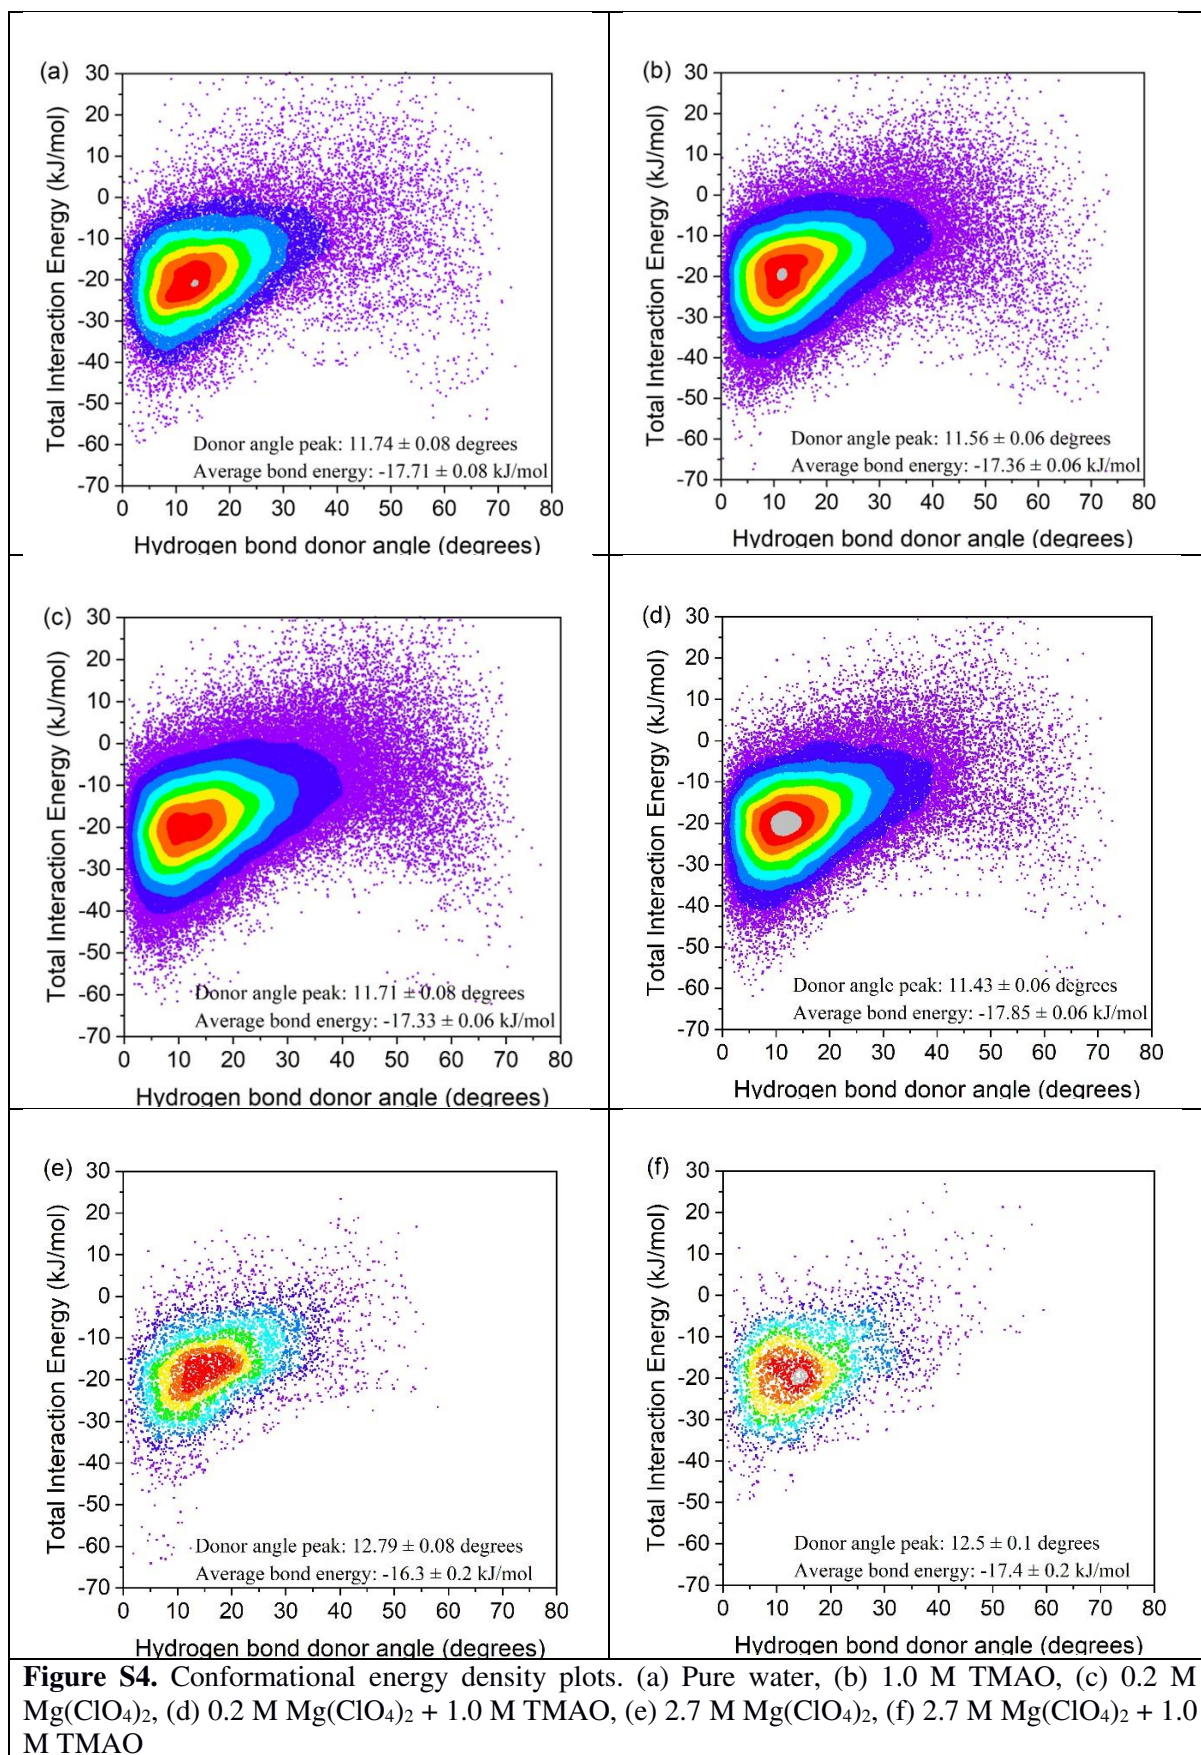 (a)
30
20
10
0
-10
-20
-30
-40
-50
-60
-70
Total Interaction Energy (kJ/mol)
Donor angle peak: 11.74 ± 0.08 degrees
Average bond energy: -17.71 ± 0.08 kJ/mol
0 10 20 30 40 50 60 70 80
Hydrogen bond donor angle (degrees)
(b)
30
20
10
0
-10
-20
-30
-40
-50
-60
-70
Total Interaction Energy (kJ/mol)
Donor angle peak: 11.56 ± 0.06 degrees
Average bond energy: -17.36 ± 0.06 kJ/mol
0 10 20 30 40 50 60 70 80
Hydrogen bond donor angle (degrees)
(c)
30
20
10
0
-10
-20
-30
-40
-50
-60
-70
Total Interaction Energy (kJ/mol)
Donor angle peak: 11.71 ± 0.08 degrees
Average bond energy: -17.33 ± 0.06 kJ/mol
0 10 20 30 40 50 60 70 80
Hydrogen bond donor angle (degrees)
(d)
30
20
10
0
-10
-20
-30
-40
-50
-60
-70
Total Interaction Energy (kJ/mol)
Donor angle peak: 11.43 ± 0.06 degrees
Average bond energy: -17.85 ± 0.06 kJ/mol
0 10 20 30 40 50 60 70 80
Hydrogen bond donor angle (degrees)
(e)
30
20
10
0
-10
-20
-30
-40
-50
-60
-70
Total Interaction Energy (kJ/mol)
Donor angle peak: 12.79 ± 0.08 degrees
Average bond energy: -16.3 ± 0.2 kJ/mol
0 10 20 30 40 50 60 70 80
Hydrogen bond donor angle (degrees)
(f)
30
20
10
0
-10
-20
-30
-40
-50
-60
-70
Total Interaction Energy (kJ/mol)
Donor angle peak: 12.5 ± 0.1 degrees
Average bond energy: -17.4 ± 0.2 kJ/mol
0 10 20 30 40 50 60 70 80
Hydrogen bond donor angle (degrees)
Figure S4. Conformational energy density plots. (a) Pure water, (b) 1.0 M TMAO, (c) 0.2 M
Mg(ClO₄)₂, (d) 0.2 M Mg(ClO₄)₂ + 1.0 M TMAO, (e) 2.7 M Mg(ClO₄)₂, (f) 2.7 M Mg(ClO₄)₂ + 1.0
M TMAO